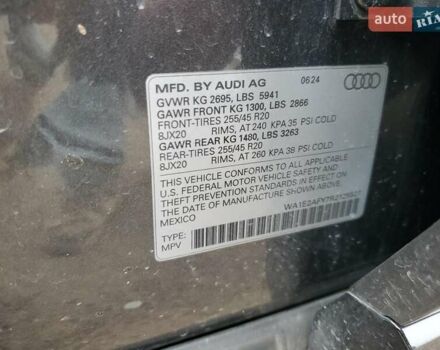 auto RIA
MFD. BY AUDI AG 06 24
GVWR KG 2695, LBS 5941
GAWR FRONT KG 1300, LBS 2866
FRONT-TIRES 255/45 R20
8JX20 RIMS, AT 240 KPA 35 PSI COLD
GAWR REAR KG 1480, LBS 3263
REAR-TIRES 255/45 R20
8JX20 RIMS, AT 260 KPA 38 PSI COLD
THIS VEHICLE CONFORMS TO ALL APPLICABLE
U.S. FEDERAL MOTOR VEHICLE SAFETY AND
THEFT PREVENTION STANDARDS IN EFFECT
ON THE DATE OF MANUFACTURE SHOWN ABOVE
MEXICO
TYPE:
MPV